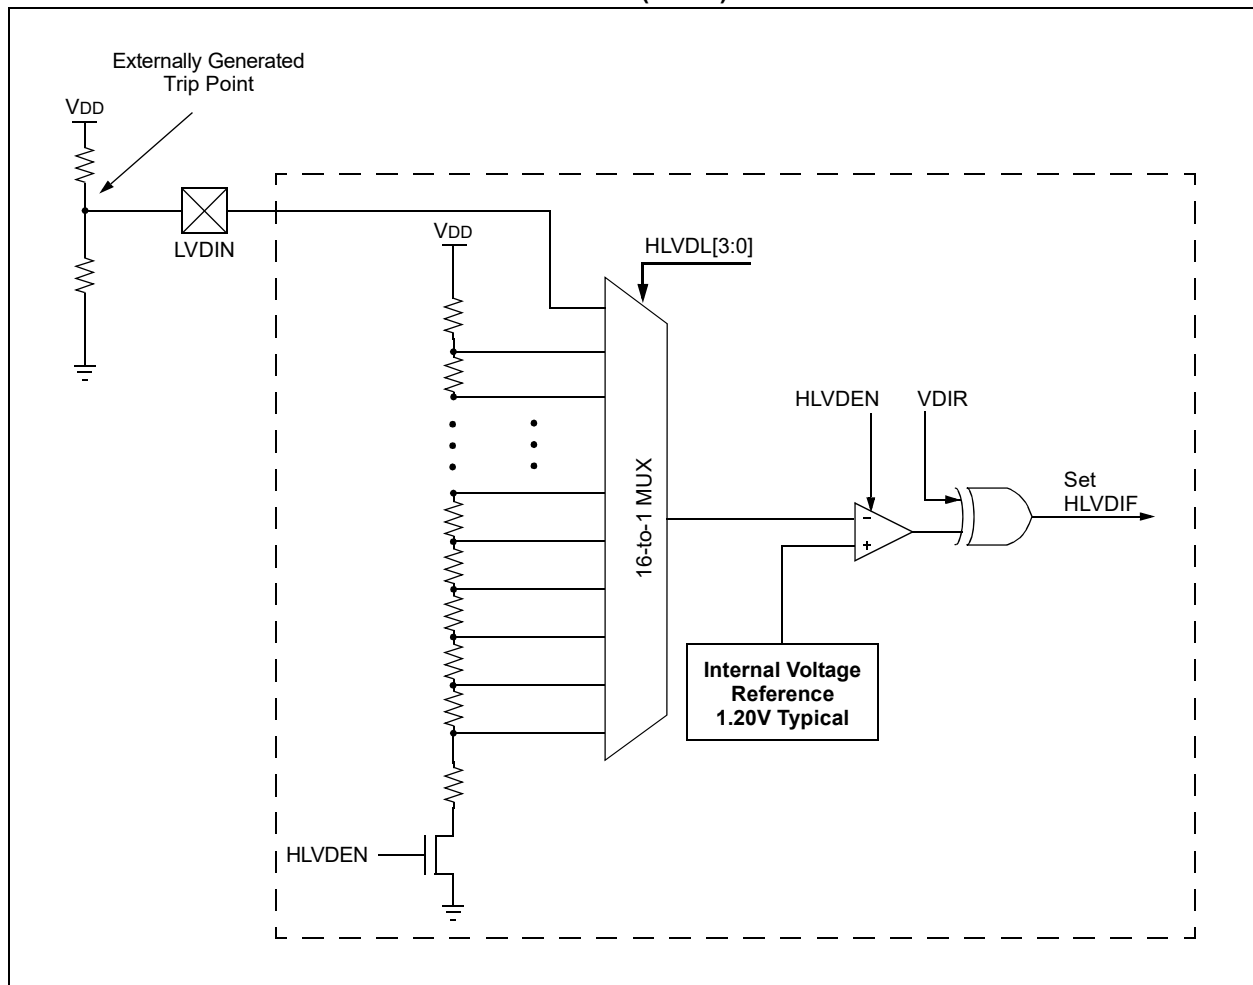 Externally Generated
Trip Point
VDD
LVDIN
VDD
HLVDL[3:0]
16-to-1 MUX
HLVDEN
VDIR
Set
HLVDIF
-
+
Internal Voltage
Reference
1.20V Typical
HLVDEN